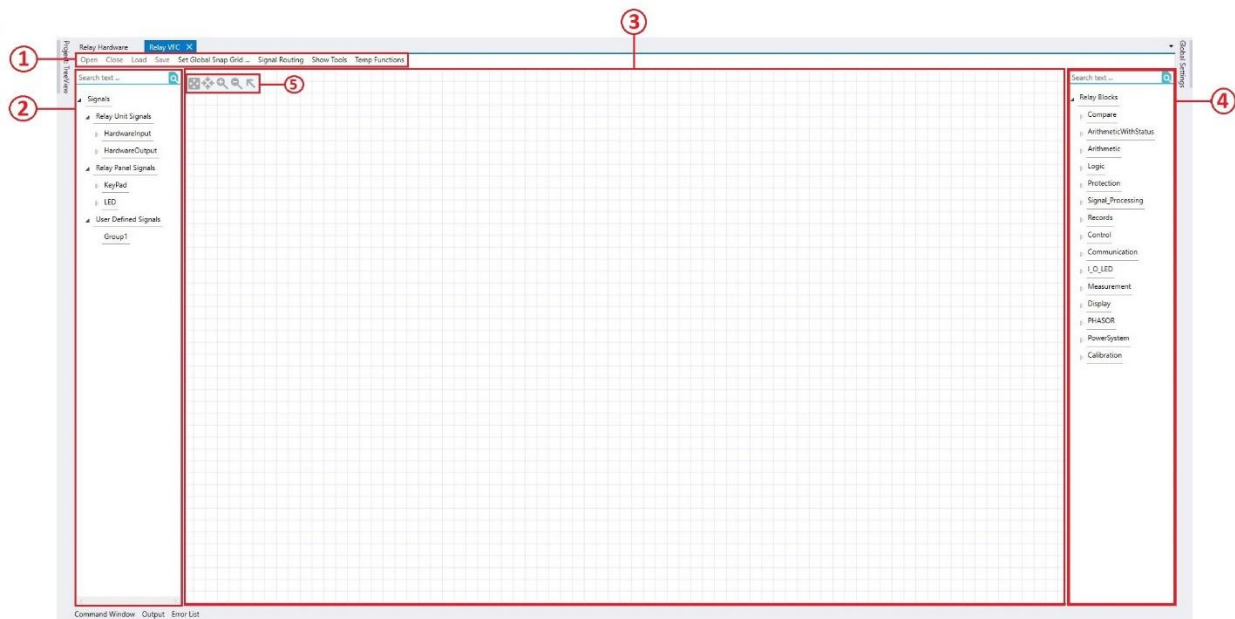 3
Relay Hardware Relay VFC
1
Open Close Load Save Set Global Snap Grid ... Signal Routing Show Tools Temp Functions
Project TreeView
Global Settings
2
Search text ...
Signals
Relay Unit Signals
HardwareInput
HardwareOutput
Relay Panel Signals
KeyPad
LED
User Defined Signals
Group1
5
4
Search text ...
Relay Blocks
Compare
ArithmeticWithStatus
Arithmetic
Logic
Protection
Signal_Processing
Records
Control
Communication
I_O_LED
Measurement
Display
PHASOR
PowerSystem
Calibration
Command Window Output Error List